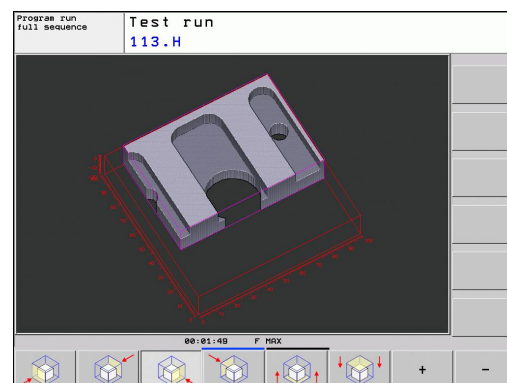 Program run
full sequence
Test run
113.H
00:01:49 F MAX
+
-